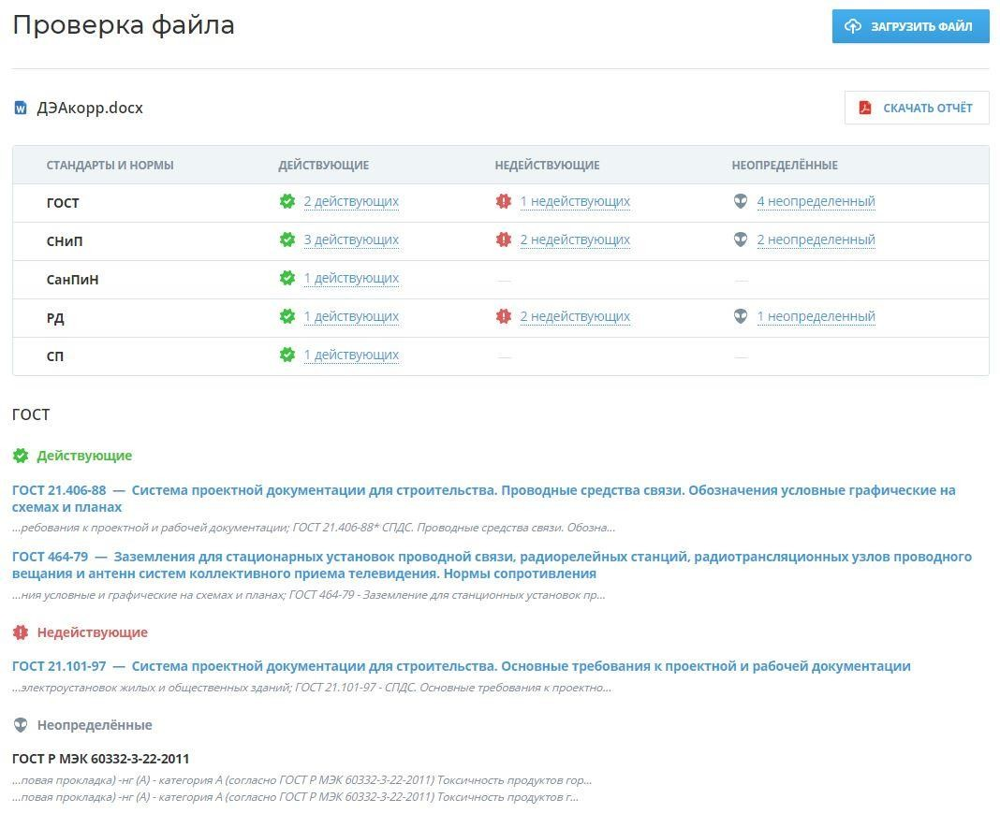 Проверка файла
ЗАГРУЗИТЬ ФАЙЛ
ДЭАкорр.docx
СКАЧАТЬ ОТЧЁТ
СТАНДАРТЫ И НОРМЫ ДЕЙСТВУЮЩИЕ НЕДЕЙСТВУЮЩИЕ НЕОПРЕДЕЛЁННЫЕ
ГОСТ 2 действующих 1 недействующих 4 неопределенный
СНиП 3 действующих 2 недействующих 2 неопределенный
СанПиН 1 действующих — —
РД 1 действующих 2 недействующих 1 неопределенный
СП 1 действующих — —
ГОСТ
Действующие
ГОСТ 21.406-88 — Система проектной документации для строительства. Проводные средства связи. Обозначения условные графические на
схемах и планах
...ребования к проектной и рабочей документации; ГОСТ 21.406-88* СПДС. Проводные средства связи. Обозна...
ГОСТ 464-79 — Заземления для стационарных установок проводной связи, радиорелейных станций, радиотрансляционных узлов проводного
вещания и антенн систем коллективного приема телевидения. Нормы сопротивления
...ния условные и графические на схемах и планах; ГОСТ 464-79 - Заземление для станционных установок пр...
Недействующие
ГОСТ 21.101-97 — Система проектной документации для строительства. Основные требования к проектной и рабочей документации
...электроустановок жилых и общественных зданий; ГОСТ 21.101-97 - СПДС. Основные требования к проектно...
Неопределённые
ГОСТ Р МЭК 60332-3-22-2011
...повая прокладка) -нг (А) - категория А (согласно ГОСТ Р МЭК 60332-3-22-2011) Токсичность продуктов гор...
...повая прокладка) -нг (А) - категория А (согласно ГОСТ Р МЭК 60332-3-22-2011) Токсичность продуктов г...